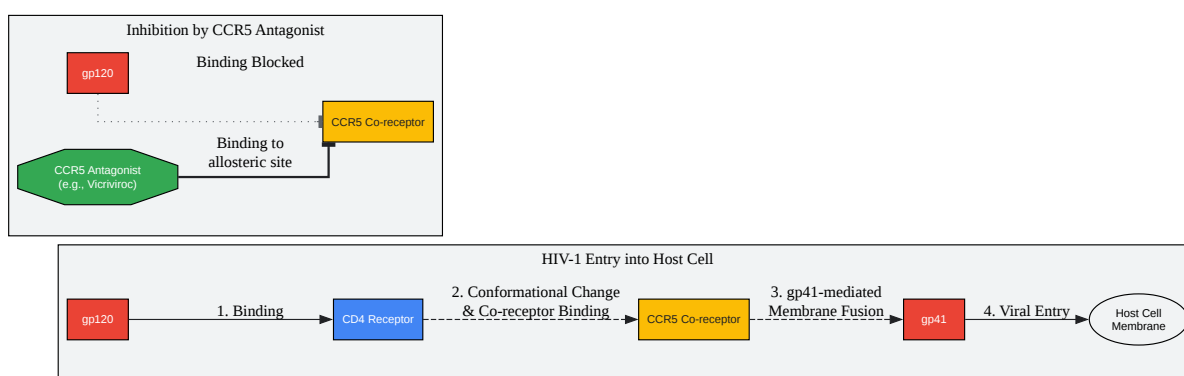 Inhibition by CCR5 Antagonist
gp120
Binding Blocked
CCR5 Co-receptor
Binding to
allosteric site
CCR5 Antagonist
(e.g., Vicriviroc)
HIV-1 Entry into Host Cell
gp120
1. Binding
CD4 Receptor
2. Conformational Change
& Co-receptor Binding
CCR5 Co-receptor
3. gp41-mediated
Membrane Fusion
gp41
4. Viral Entry
Host Cell
Membrane